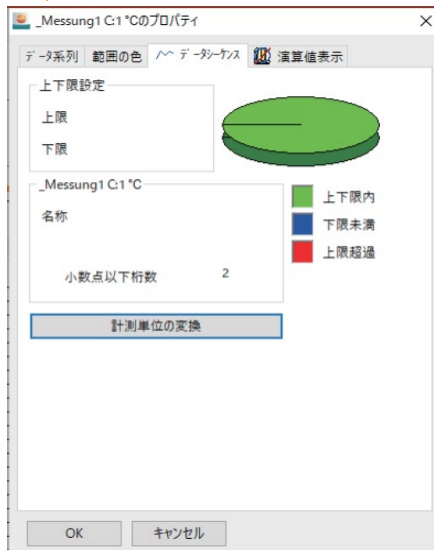 _Messung1 C:1 °Cのプロパティ
データ系列 範囲の色 データシーケンス 演算値表示
上下限設定
上限
下限
_Messung1 C:1 °C
名称
小数点以下桁数 2
上下限内
下限未満
上限超過
計測単位の変換
OK キャンセル